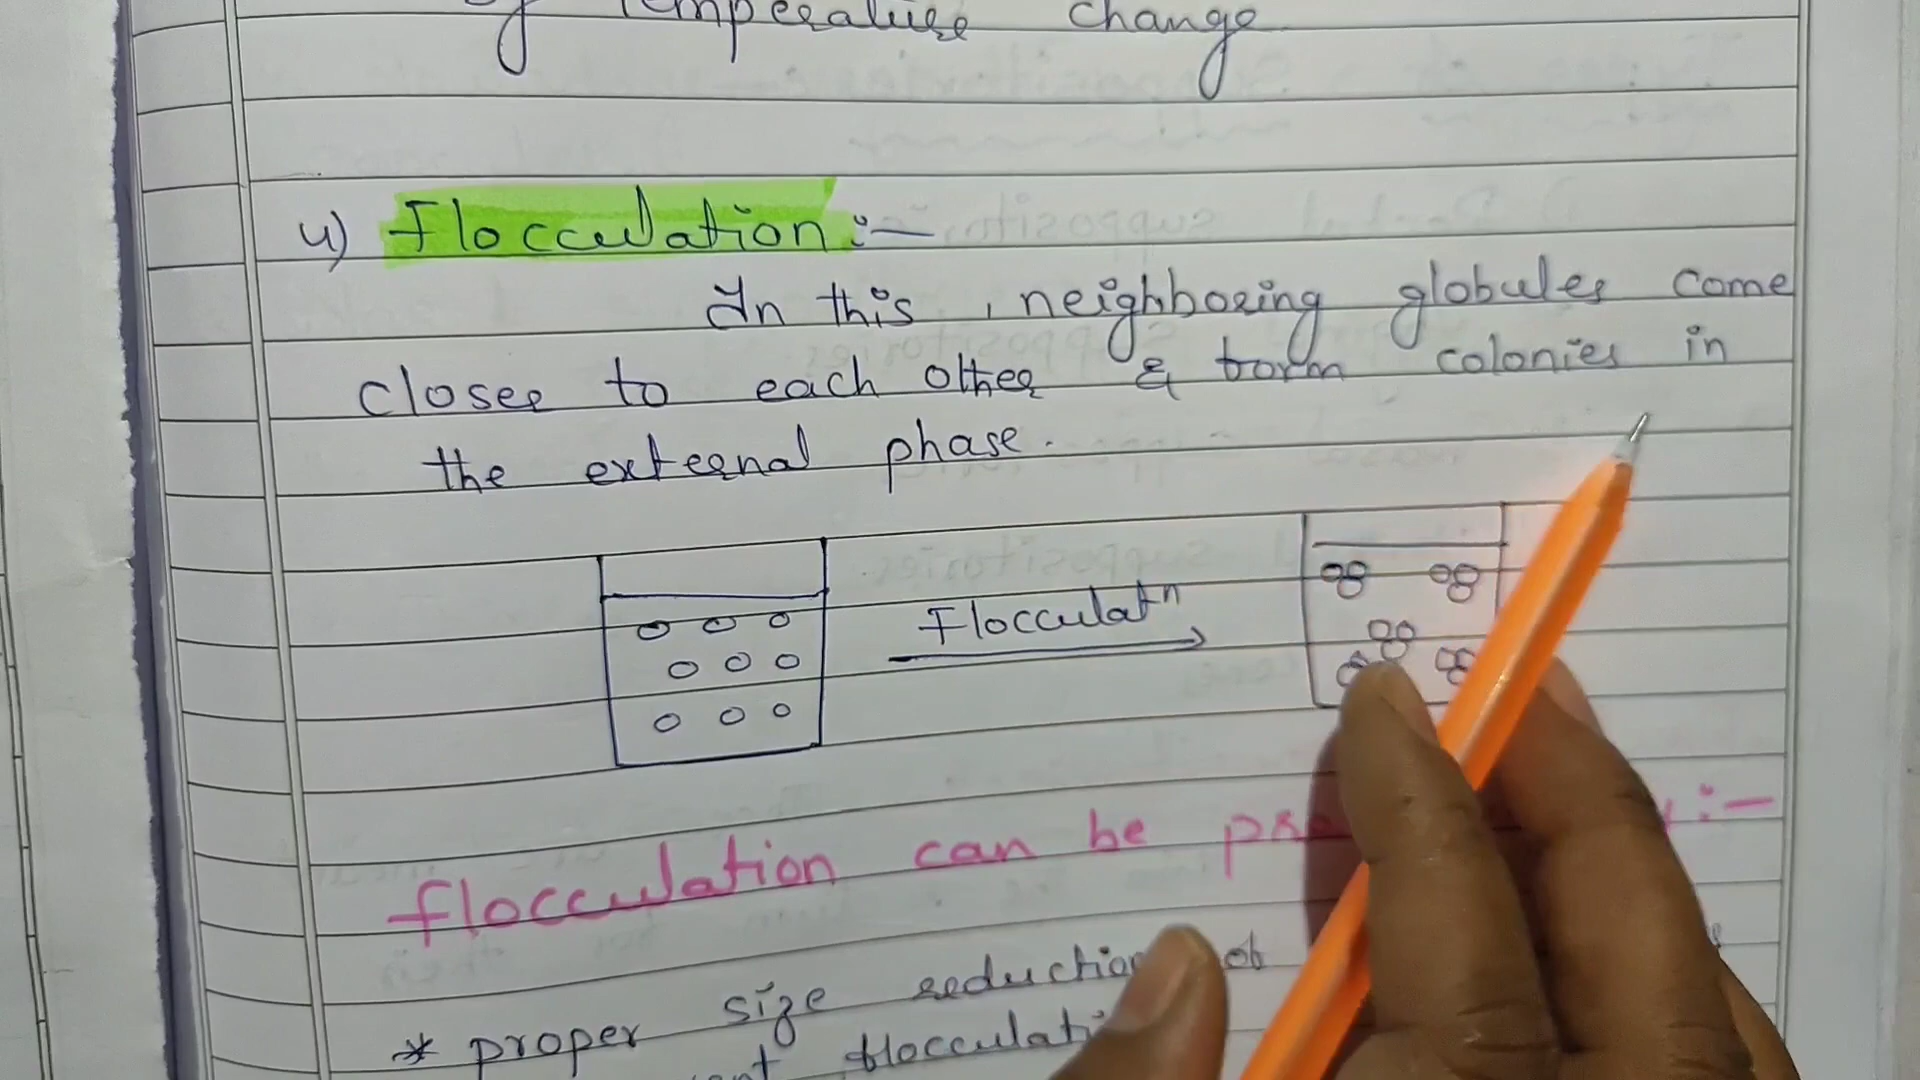 of Temperature change
4) Flocculation :-
In this, neighboring globules come
closer to each other & form colonies in
the external phase.
Flocculatn
flocculation can be :-
* proper size reduction of
flocculati